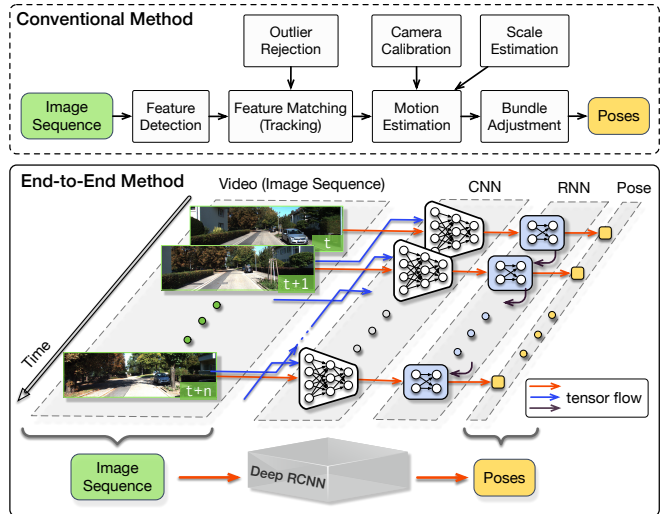 Conventional Method
Outlier
Rejection
Camera
Calibration
Scale
Estimation
Image
Sequence
Feature
Detection
Feature Matching
(Tracking)
Motion
Estimation
Bundle
Adjustment
Poses
End-to-End Method
Video (Image Sequence)
CNN
RNN
Pose
t
t+1
Time
t+n
tensor flow
Image
Sequence
Deep RCNN
Poses